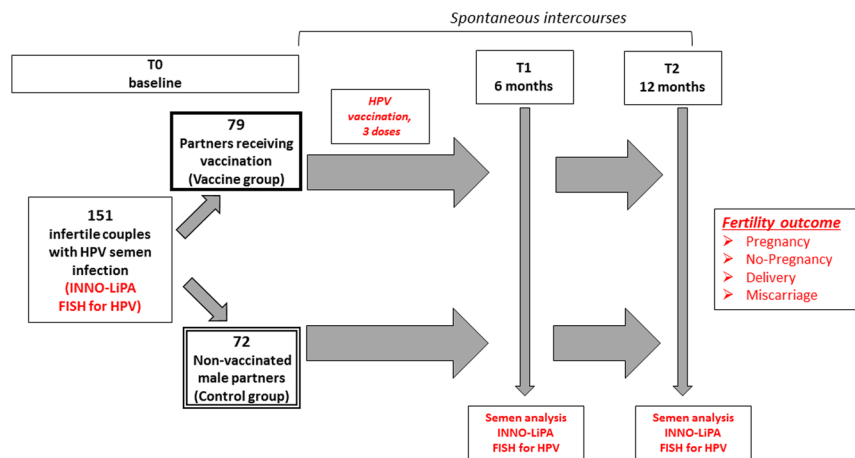 Spontaneous intercourses
T0
baseline
T1
6 months
T2
12 months
HPV
vaccination,
3 doses
79
Partners receiving
vaccination
(Vaccine group)
151
infertile couples
with HPV semen
infection
(INNO-LiPA
FISH for HPV)
72
Non-vaccinated
male partners
(Control group)
Fertility outcome
➢ Pregnancy
➢ No-Pregnancy
➢ Delivery
➢ Miscarriage
Semen analysis
INNO-LiPA
FISH for HPV
Semen analysis
INNO-LiPA
FISH for HPV